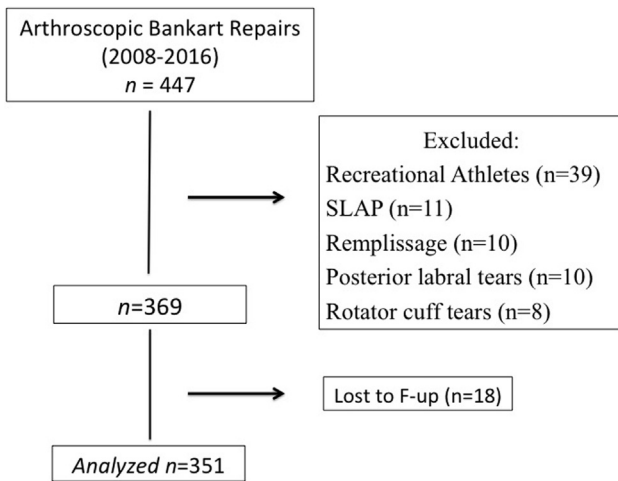 Arthroscopic Bankart Repairs
(2008-2016)
n = 447
Excluded:
Recreational Athletes (n=39)
SLAP (n=11)
Remplissage (n=10)
Posterior labral tears (n=10)
Rotator cuff tears (n=8)
n=369
Lost to F-up (n=18)
Analyzed n=351